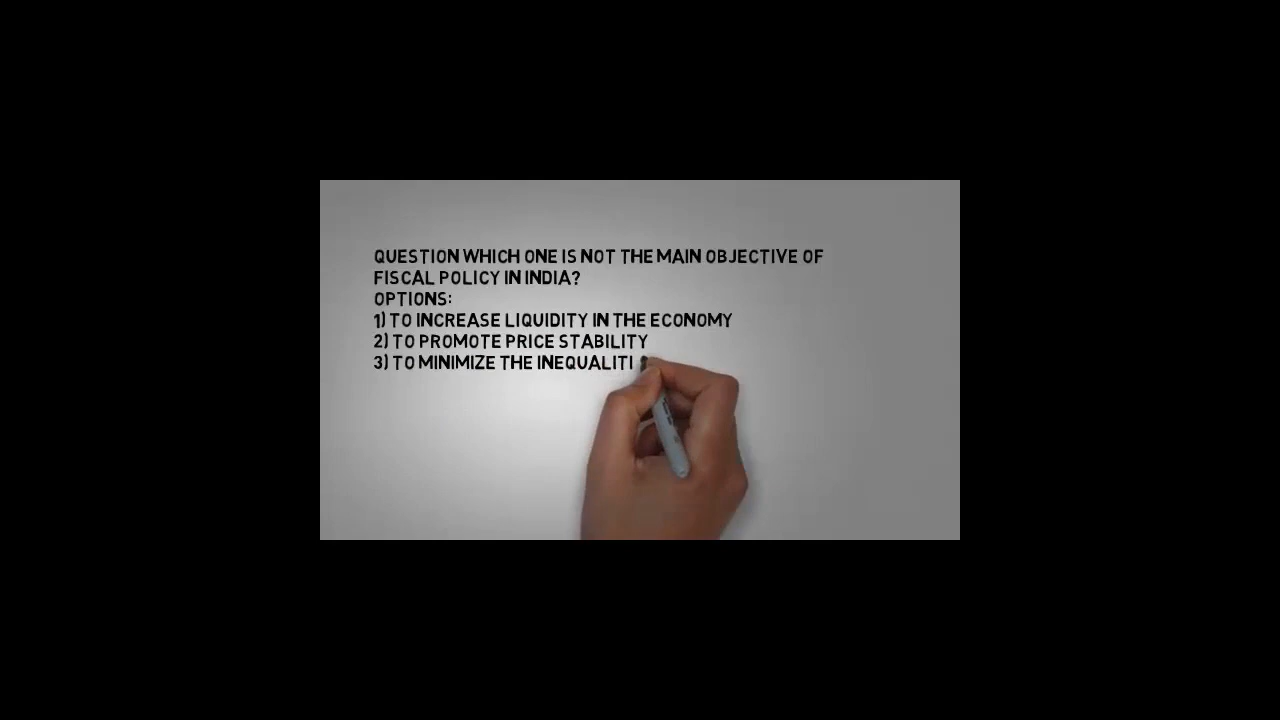 QUESTION WHICH ONE IS NOT THE MAIN OBJECTIVE OF
FISCAL POLICY IN INDIA?
OPTIONS:
1) TO INCREASE LIQUIDITY IN THE ECONOMY
2) TO PROMOTE PRICE STABILITY
3) TO MINIMIZE THE INEQUALITI